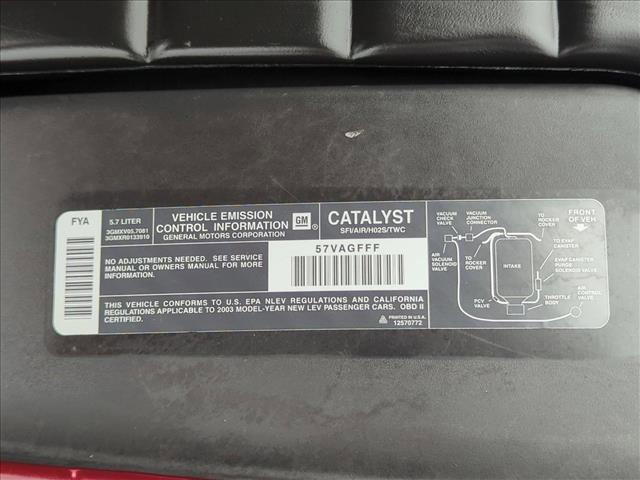 FYA
5.7 LITER
3GMXV05.7081
3GMXR0133910
VEHICLE EMISSION
CONTROL INFORMATION
GENERAL MOTORS CORPORATION
GM
CATALYST
SFI/AIR/HO2S/TWC
57VAGFFF
NO ADJUSTMENTS NEEDED. SEE SERVICE
MANUAL OR OWNERS MANUAL FOR MORE
INFORMATION.
THIS VEHICLE CONFORMS TO U.S. EPA NLEV REGULATIONS AND CALIFORNIA
REGULATIONS APPLICABLE TO 2003 MODEL-YEAR NEW LEV PASSENGER CARS. OBD II
CERTIFIED.
PRINTED IN U.S.A.
12570772
VACUUM
CHECK
VALVE
VACUUM
JUNCTION
CONNECTOR
TO
ROCKER
COVER
FRONT
OF VEH
AIR
VACUUM
SOLENOID
VALVE
TO
ROCKER
COVER
INTAKE
TO EVAP
CANISTER
EVAP CANISTER
PURGE
SOLENOID VALVE
PCV
VALVE
THROTTLE
BODY
AIR
CONTROL
VALVE